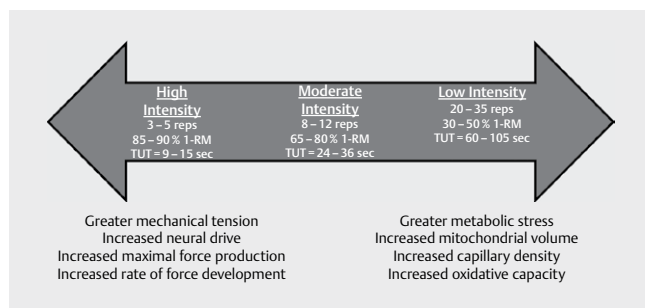 High
Intensity
3 – 5 reps
85 – 90 % 1-RM
TUT = 9 – 15 sec
Moderate
Intensity
8 – 12 reps
65 – 80 % 1-RM
TUT = 24 – 36 sec
Low Intensity
20 – 35 reps
30 – 50 % 1-RM
TUT = 60 – 105 sec
Greater mechanical tension
Increased neural drive
Increased maximal force production
Increased rate of force development
Greater metabolic stress
Increased mitochondrial volume
Increased capillary density
Increased oxidative capacity